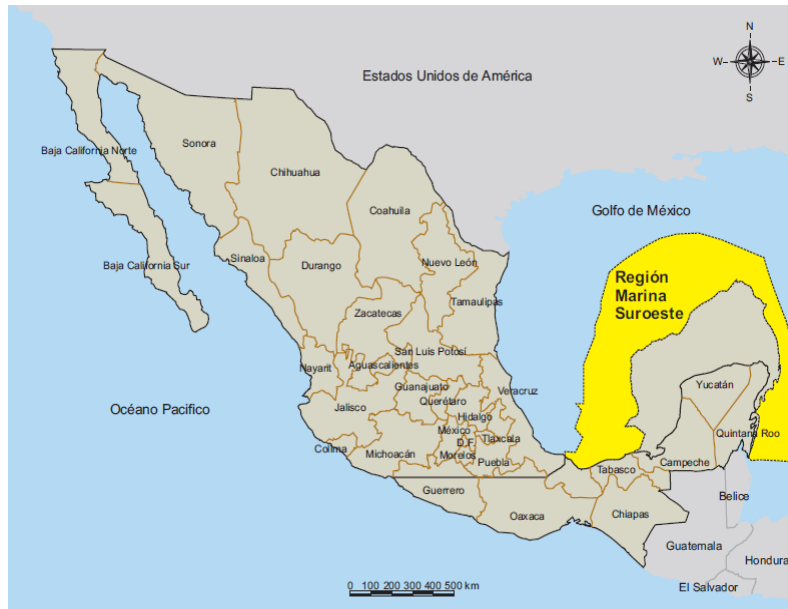 N
W
E
S
Estados Unidos de América
Sonora
Baja California Norte
Chihuahua
Coahuila
Golfo de México
Sinaloa
Baja California Sur
Durango
Nuevo León
Región
Marina
Suroeste
Tamaulipas
Zacatecas
San Luis Potosí
Nayarit
Aguascalientes
Guanajuato
Veracruz
Yucatán
Querétaro
Océano Pacifico
Jalisco
Hidalgo
México
Quintana Roo
D.F.
Tlaxcala
Colima
Michoacán
Morelos
Puebla
Tabasco
Campeche
Guerrero
Oaxaca
Chiapas
Belice
Guatemala
Hondura
El Salvador
0 100 200 300 400 500 km